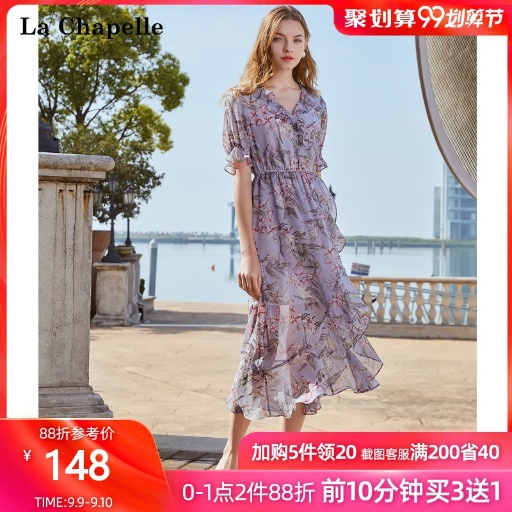 La Chapelle
聚划算99划算节
88折参考价
¥ 148
TIME:9.9-9.10
加购5件领20 截图客服满200省40
0-1点2件88折 前10分钟买3送1